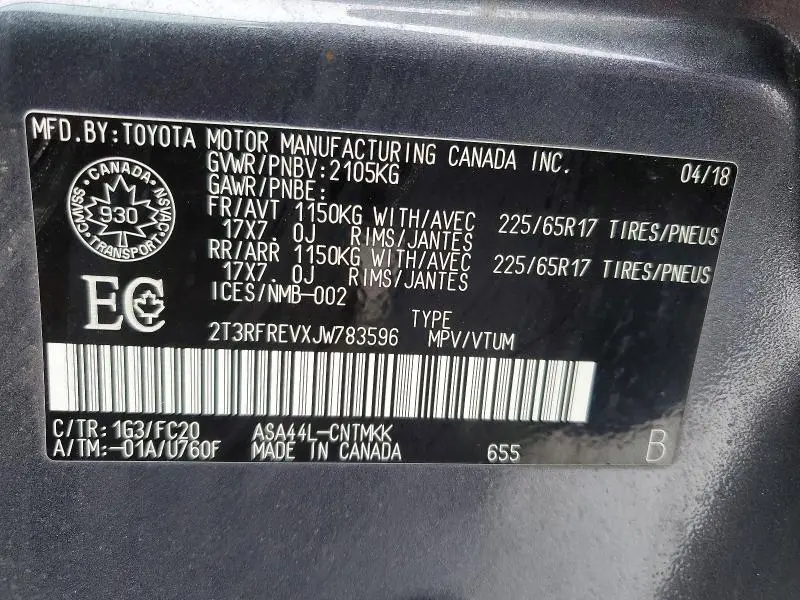 MFD.BY:TOYOTA MOTOR MANUFACTURING CANADA INC. 04/18
GVWR/PNBV:2105KG
GAWR/PNBE:
FR/AVT 1150KG WITH/AVEC 225/65R17 TIRES/PNEUS
17X7.0J RIMS/JANTES
RR/ARR 1150KG WITH/AVEC 225/65R17 TIRES/PNEUS
17X7.0J RIMS/JANTES
ICES/NMB-002
CANADA
CMVSS 930 NSVAC
TRANSPORT
EC
TYPE
2T3RFREVXJW783596 MPV/VTUM
C/TR: 1G3/FC20 ASA44L-CNTMKK
A/TM:-01A/U760F MADE IN CANADA 655 B